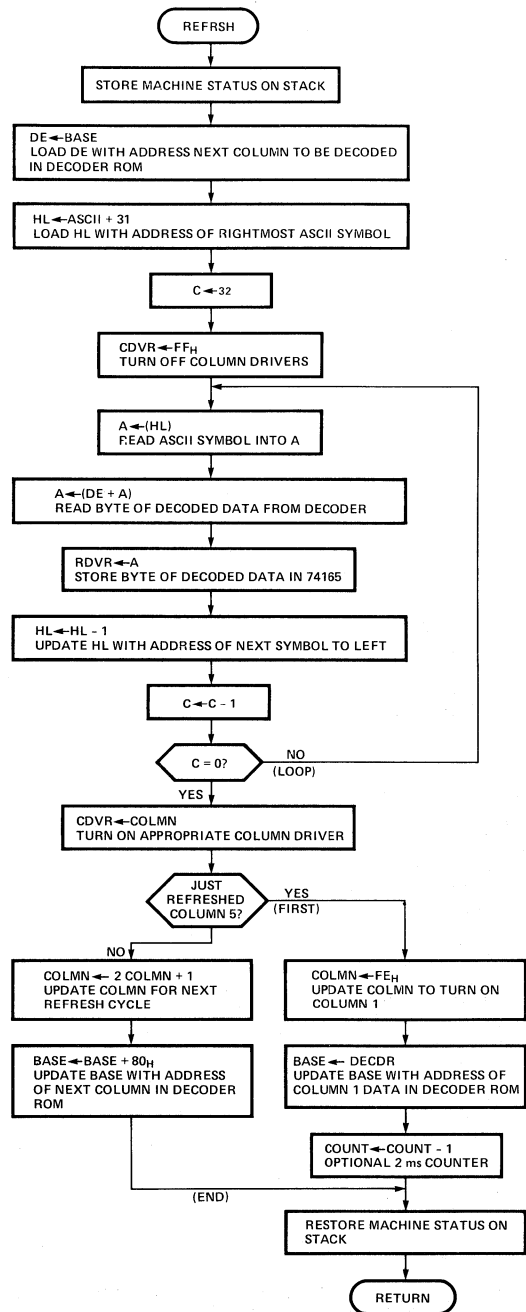 REFRSH
STORE MACHINE STATUS ON STACK
DE←BASE
LOAD DE WITH ADDRESS NEXT COLUMN TO BE DECODED
IN DECODER ROM
HL←ASCII + 31
LOAD HL WITH ADDRESS OF RIGHTMOST ASCII SYMBOL
C←32
CDVR←FFH
TURN OFF COLUMN DRIVERS
A←(HL)
READ ASCII SYMBOL INTO A
A←(DE + A)
READ BYTE OF DECODED DATA FROM DECODER
RDVR←A
STORE BYTE OF DECODED DATA IN 74165
HL←HL - 1
UPDATE HL WITH ADDRESS OF NEXT SYMBOL TO LEFT
C←C - 1
C = 0?
NO
(LOOP)
YES
CDVR←COLMN
TURN ON APPROPRIATE COLUMN DRIVER
JUST
REFRESHED
COLUMN 5?
YES
(FIRST)
NO
COLMN← 2 COLMN + 1
UPDATE COLMN FOR NEXT
REFRESH CYCLE
BASE←BASE + 80H
UPDATE BASE WITH ADDRESS
OF NEXT COLUMN IN DECODER
ROM
COLMN←FEH
UPDATE COLMN TO TURN ON
COLUMN 1
BASE← DECDR
UPDATE BASE WITH ADDRESS OF
COLUMN 1 DATA IN DECODER ROM
COUNT←COUNT - 1
OPTIONAL 2 ms COUNTER
(END)
RESTORE MACHINE STATUS ON
STACK
RETURN